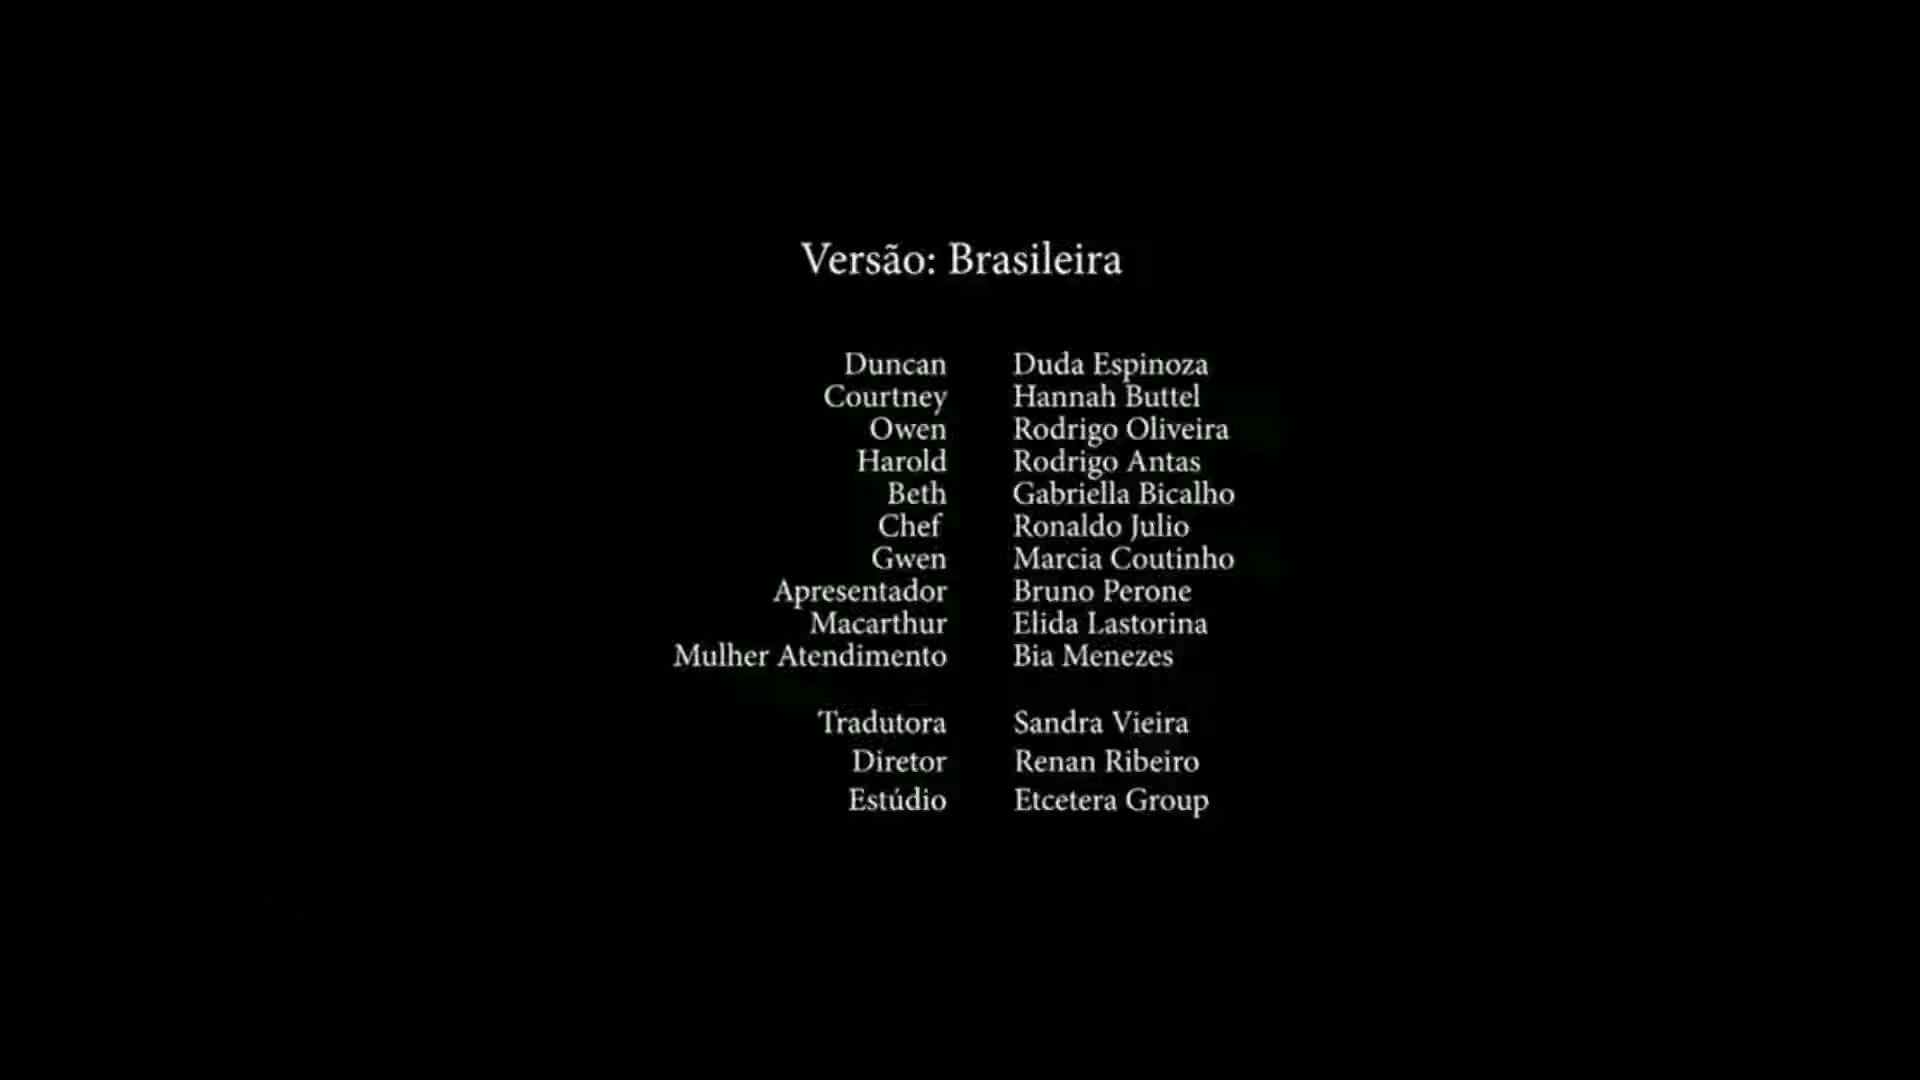 Versão: Brasileira
Duncan Duda Espinoza
Courtney Hannah Buttel
Owen Rodrigo Oliveira
Harold Rodrigo Antas
Beth Gabriella Bicalho
Chef Ronaldo Julio
Gwen Marcia Coutinho
Apresentador Bruno Perone
Macarthur Elida Lastorina
Mulher Atendimento Bia Menezes
Tradutora Sandra Vieira
Diretor Renan Ribeiro
Estúdio Etcetera Group